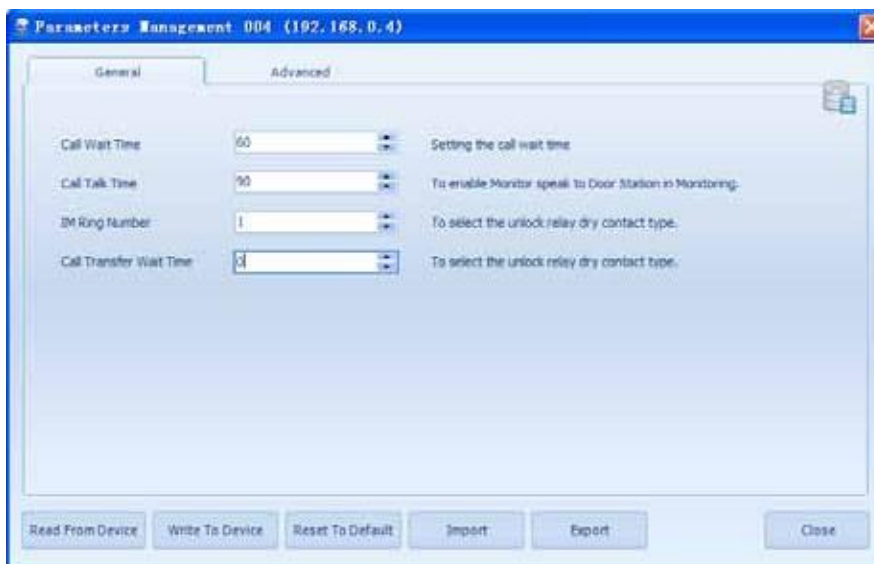 Parameters Management 004 (192.168.0.4)
General Advanced
Call Wait Time 60 Setting the call wait time
Call Talk Time 90 To enable Monitor speak to Door Station in Monitoring.
IM Ring Number 1 To select the unlock relay dry contact type.
Call Transfer Wait Time 0 To select the unlock relay dry contact type.
Read From Device Write To Device Reset To Default Import Export Close